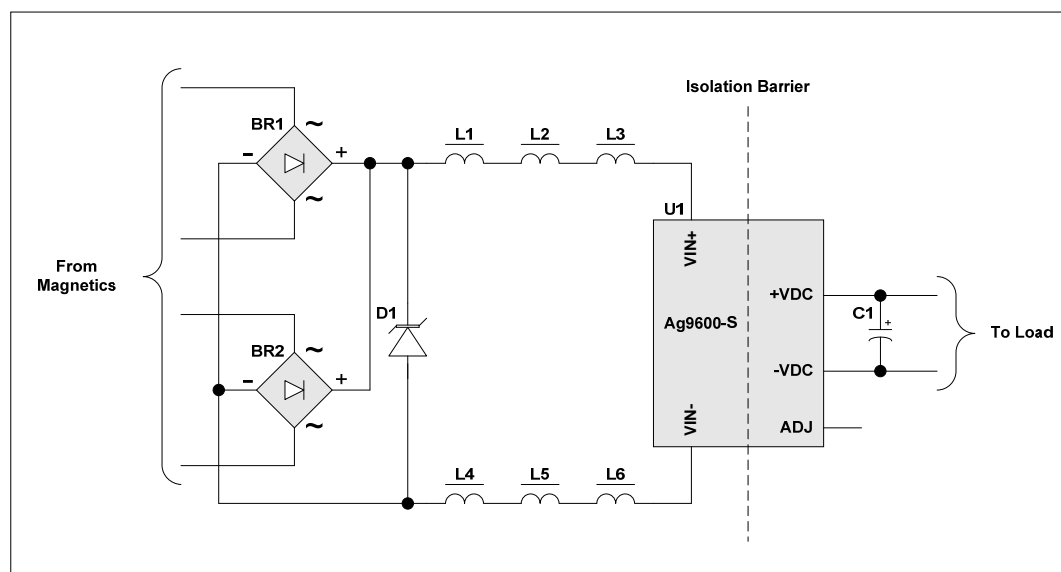 Isolation Barrier
BR1
~
-
+
~
L1
L2
L3
U1
VIN+
From
Magnetics
D1
Ag9600-S
+VDC
C1
+
To Load
-VDC
BR2
~
-
+
~
VIN-
ADJ
L4
L5
L6